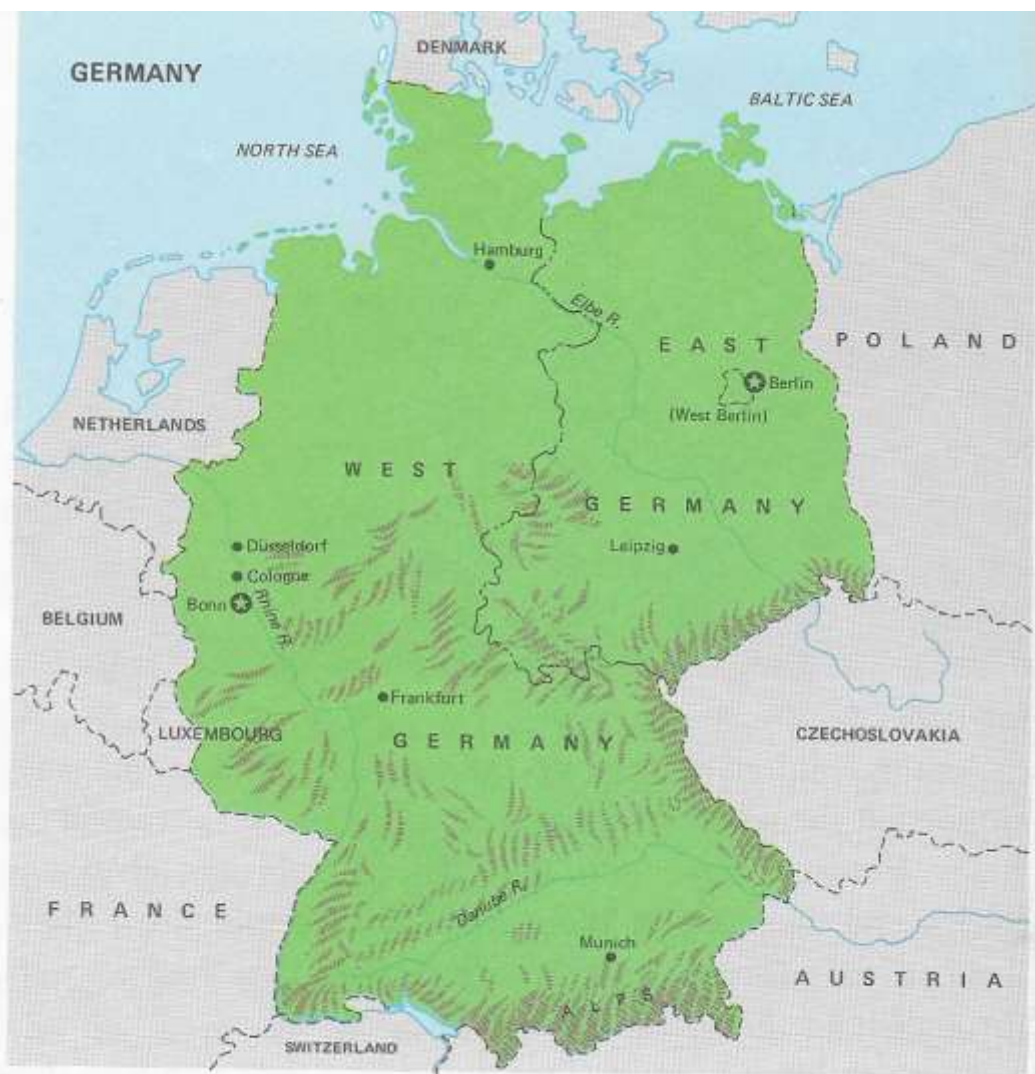 DENMARK
GERMANY
BALTIC SEA
NORTH SEA
Hamburg
Elbe R.
EAST
POLAND
Berlin
(West Berlin)
NETHERLANDS
WEST
GERMANY
Düsseldorf
Leipzig
Cologne
Bonn
Rhine R.
BELGIUM
Frankfurt
LUXEMBOURG
GERMANY
CZECHOSLOVAKIA
Danube R.
FRANCE
Munich
AUSTRIA
ALPS
SWITZERLAND